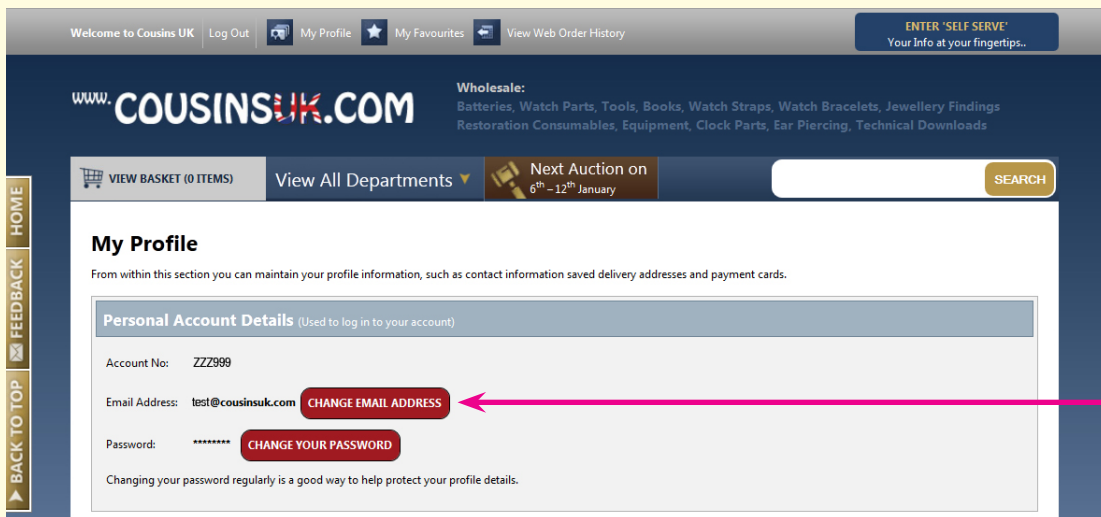 Welcome to Cousins UK Log Out My Profile My Favourites View Web Order History
ENTER 'SELF SERVE'
Your Info at your fingertips..
www.COUSINSUK.COM
Wholesale:
Batteries, Watch Parts, Tools, Books, Watch Straps, Watch Bracelets, Jewellery Findings
Restoration Consumables, Equipment, Clock Parts, Ear Piercing, Technical Downloads
VIEW BASKET (0 ITEMS)
View All Departments
Next Auction on
6th – 12th January
SEARCH
HOME
FEEDBACK
BACK TO TOP
My Profile
From within this section you can maintain your profile information, such as contact information saved delivery addresses and payment cards.
Personal Account Details (Used to log in to your account)
Account No: ZZZ999
Email Address: test@cousinsuk.com CHANGE EMAIL ADDRESS
Password: ******** CHANGE YOUR PASSWORD
Changing your password regularly is a good way to help protect your profile details.